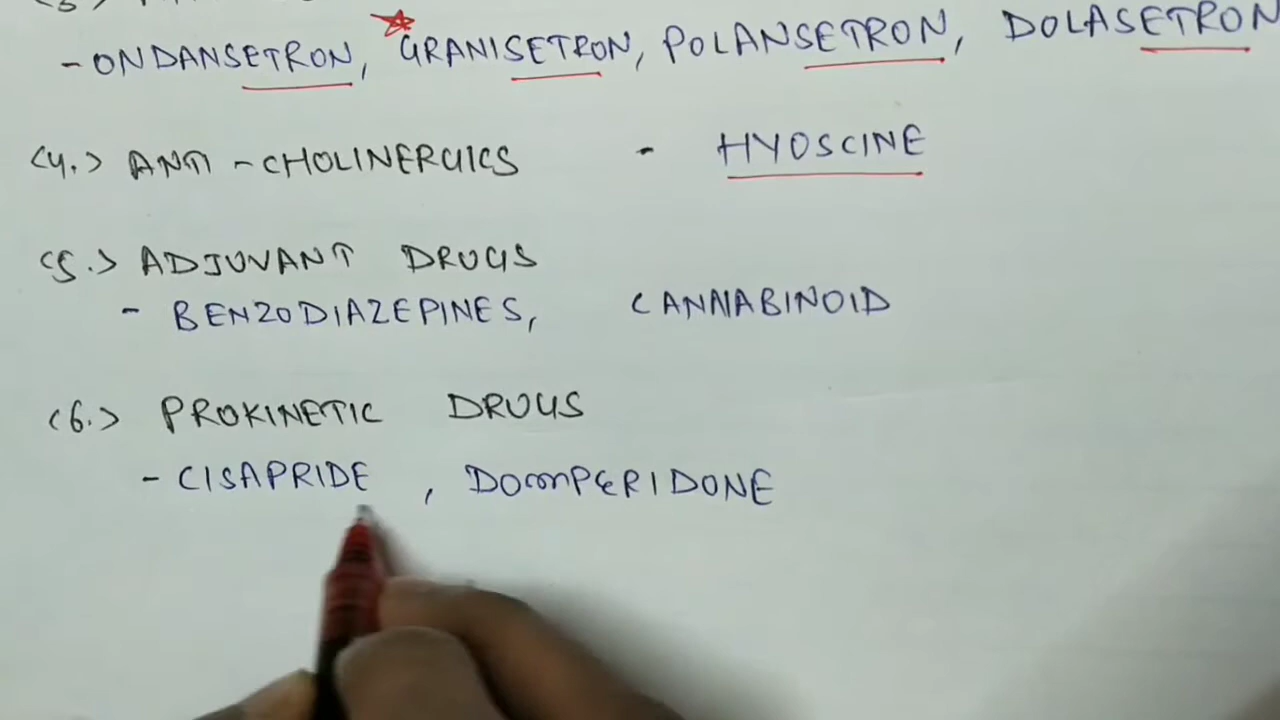 - ONDANSETRON, GRANISETRON, POLANSETRON, DOLASETRON
(4.) ANTI - CHOLINERGICS - HYOSCINE
(5.) ADJUVANT DRUGS
- BENZODIAZEPINES, CANNABINOID
(6.) PROKINETIC DRUGS
- CISAPRIDE, DOMPERIDONE